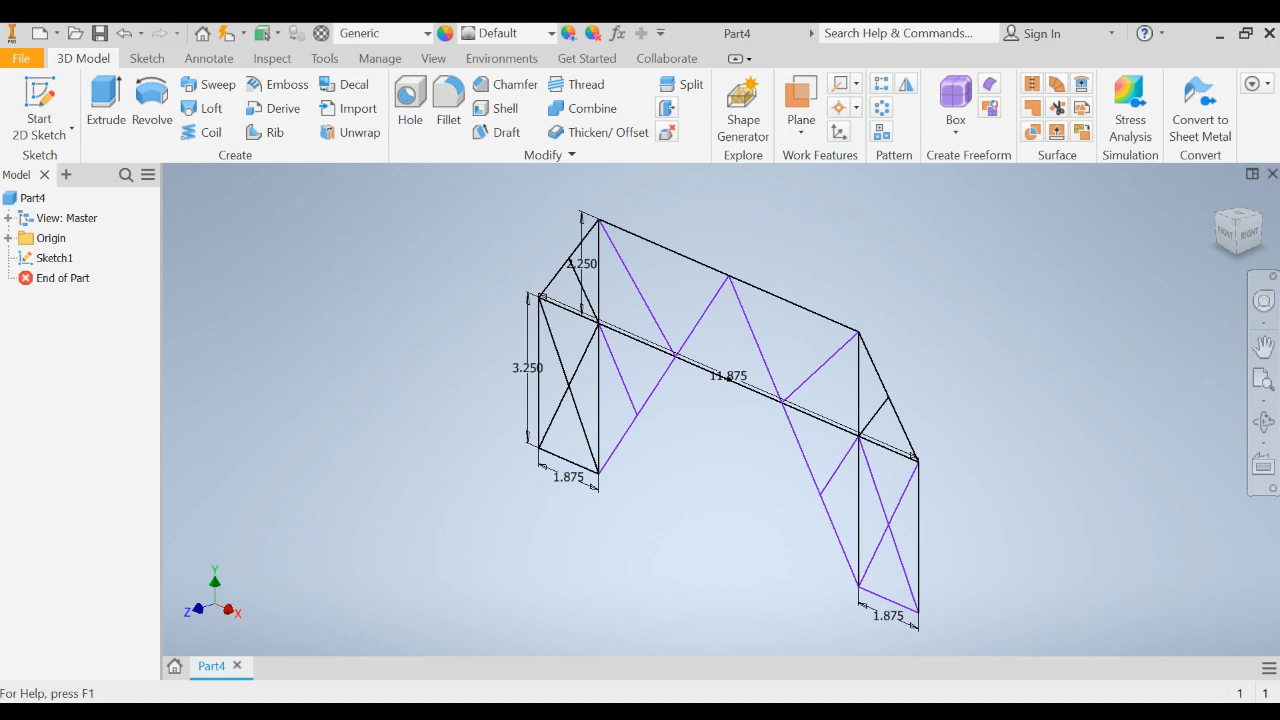 Generic
Default
Part4
Search Help & Commands...
Sign In
File
3D Model
Sketch
Annotate
Inspect
Tools
Manage
View
Environments
Get Started
Collaborate
Start
2D Sketch
Sketch
Extrude
Revolve
Sweep
Loft
Coil
Emboss
Derive
Rib
Decal
Import
Unwrap
Create
Hole
Fillet
Chamfer
Shell
Draft
Thread
Combine
Thicken/ Offset
Split
Modify
Shape
Generator
Explore
Plane
Work Features
Pattern
Box
Create Freeform
Surface
Stress
Analysis
Simulation
Convert to
Sheet Metal
Convert
Model
Part4
View: Master
Origin
Sketch1
End of Part
2.250
3.250
11.875
1.875
1.875
FRONT
RIGHT
Y
Z
X
Part4
For Help, press F1
1
1